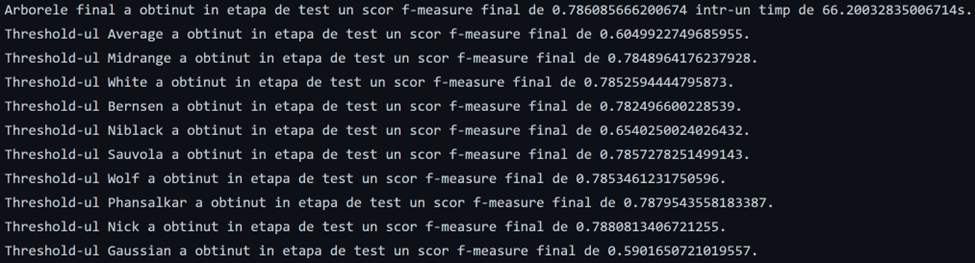 Arborele final a obtinut in etapa de test un scor f-measure final de 0.786085666200674 intr-un timp de 66.20032835006714s.
Threshold-ul Average a obtinut in etapa de test un scor f-measure final de 0.6049922749685955.
Threshold-ul Midrange a obtinut in etapa de test un scor f-measure final de 0.7848964176237928.
Threshold-ul White a obtinut in etapa de test un scor f-measure final de 0.7852594444795873.
Threshold-ul Bernsen a obtinut in etapa de test un scor f-measure final de 0.782496600228539.
Threshold-ul Niblack a obtinut in etapa de test un scor f-measure final de 0.6540250024026432.
Threshold-ul Sauvola a obtinut in etapa de test un scor f-measure final de 0.7857278251499143.
Threshold-ul Wolf a obtinut in etapa de test un scor f-measure final de 0.7853461231750596.
Threshold-ul Phansalkar a obtinut in etapa de test un scor f-measure final de 0.7879543558183387.
Threshold-ul Nick a obtinut in etapa de test un scor f-measure final de 0.7880813406721255.
Threshold-ul Gaussian a obtinut in etapa de test un scor f-measure final de 0.5901650721019557.